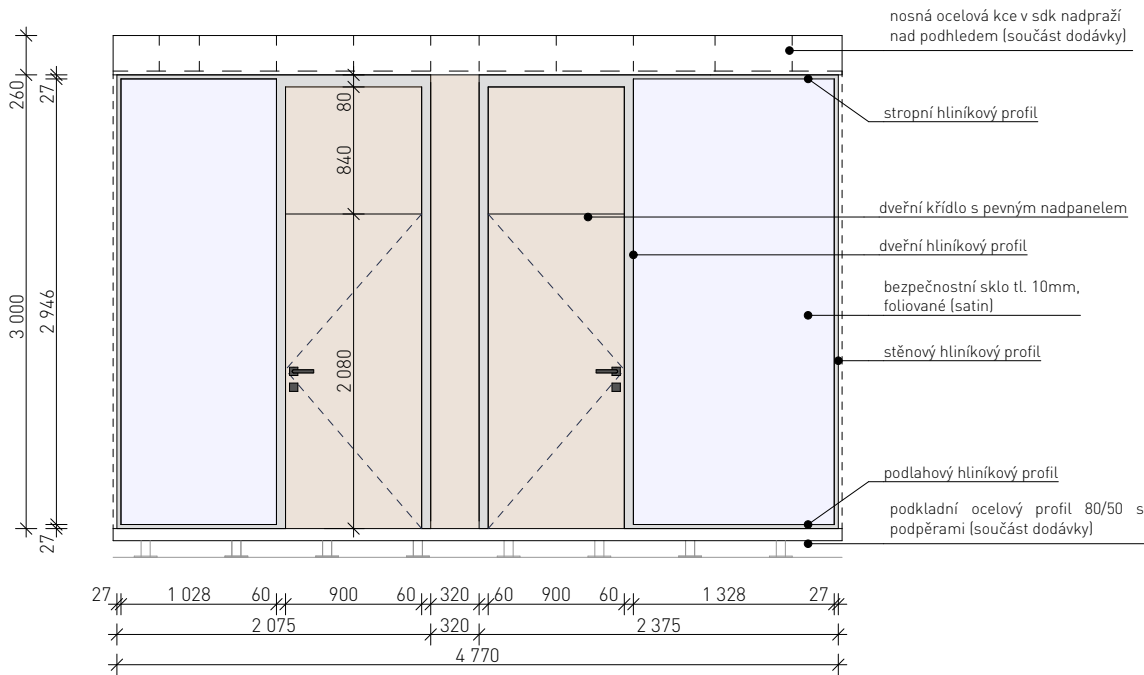 nosná ocelová kce v sdk nadpraží
nad podhledem (součást dodávky)
stropní hliníkový profil
dveřní křídlo s pevným nadpanelem
dveřní hliníkový profil
bezpečnostní sklo tl. 10mm,
foliované (satin)
stěnový hliníkový profil
podlahový hliníkový profil
podkladní ocelový profil 80/50 s
podpěrami (součást dodávky)
260
27
80
840
3 000
2 946
2 080
27
27 1 028 60 900 60 320 60 900 60 1 328 27
2 075 320 2 375
4 770